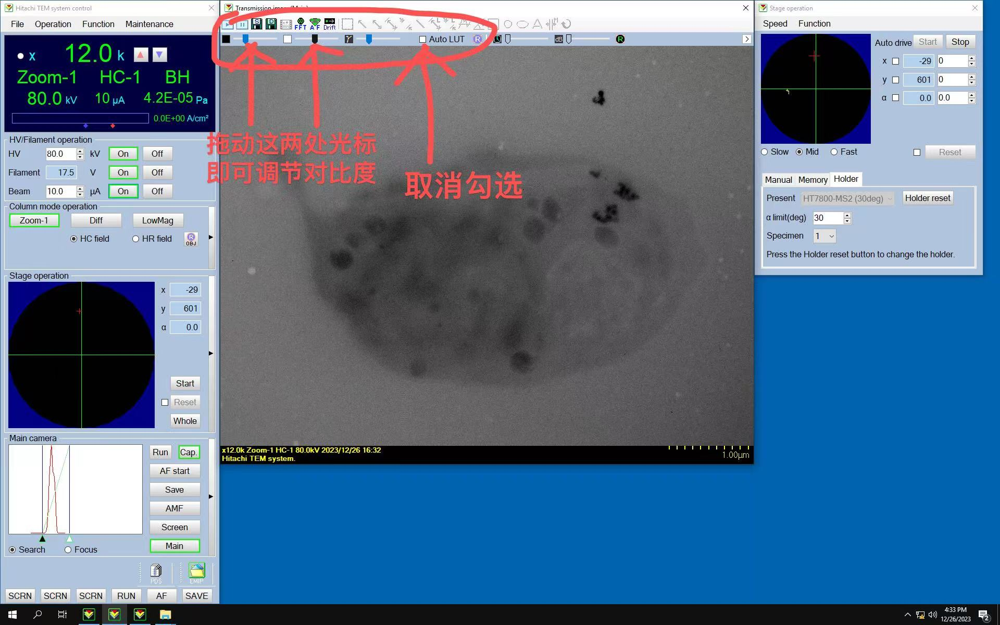 Hitachi TEM system control
File Operation Function Maintenance
x 12.0 k
Zoom-1 HC-1 BH
80.0 kV 10 µA 4.2E-05 Pa
0.0E+00 A/cm²
HV/Filament operation
HV 80.0 kV On Off
Filament 17.5 V On Off
Beam 10.0 µA On Off
Column mode operation
Zoom-1 Diff LowMag
HC field HR field R OBJ
Stage operation
x -29
y 601
α 0.0
Start
Reset
Whole
Main camera
Run Cap.
AF start
Save
AMF
Screen
Main
Search Focus
PDS EMIP
SCRN SCRN SCRN RUN AF SAVE
Transmission image (Main)
S D FFT AF Drift
γ Auto LUT R dB R
拖动这两处光标
即可调节对比度
取消勾选
x12.0k Zoom-1 HC-1 80.0kV 2023/12/26 16:32
Hitachi TEM system.
1.00µm
Stage operation
Speed Function
Auto drive Start Stop
x -29 0
y 601 0
α 0.0 0.0
Slow Mid Fast Reset
Manual Memory Holder
Present HT7800-MS2 (30deg) Holder reset
α limit(deg) 30
Specimen 1
Press the Holder reset button to change the holder.
4:33 PM
12/26/2023
2